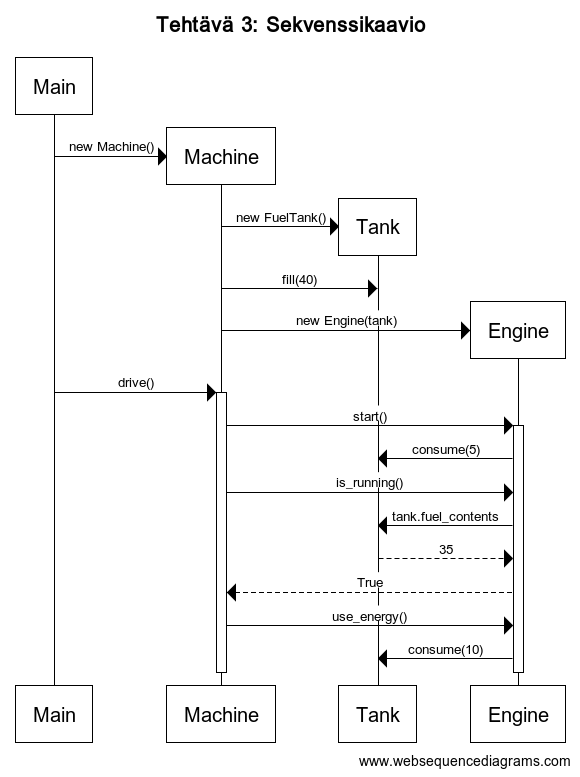 Tehtävä 3: Sekvenssikaavio
Main
new Machine()
Machine
new FuelTank()
Tank
fill(40)
new Engine(tank)
Engine
drive()
start()
consume(5)
is_running()
tank.fuel_contents
35
True
use_energy()
consume(10)
Main
Machine
Tank
Engine
www.websequencediagrams.com